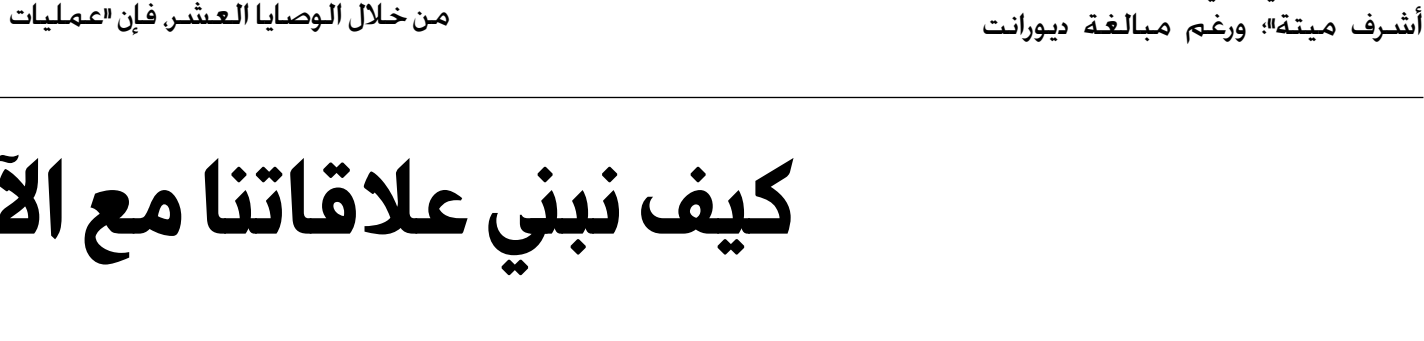 أشرف ميتة"؛ ورغم مبالغة ديورانت
من خلال الوصايا العشر، فإن "عمليات
كيف نبني علاقاتنا مع